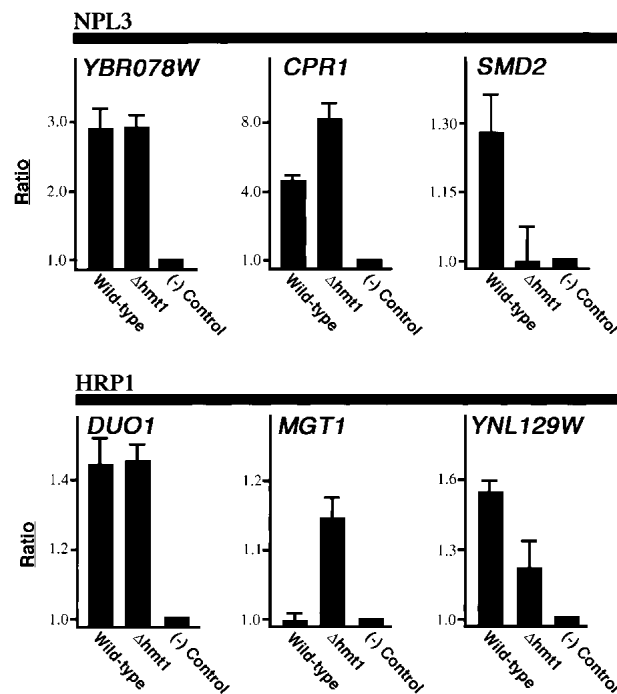 NPL3
YBR078W
CPR1
SMD2
Ratio
3.0
2.0
1.0
8.0
4.0
1.0
1.30
1.15
1.0
Wild-type
Δhmt1
(-) Control
Wild-type
Δhmt1
(-) Control
Wild-type
Δhmt1
(-) Control
HRP1
DUO1
MGT1
YNL129W
Ratio
1.4
1.2
1.0
1.2
1.1
1.0
1.6
1.3
1.0
Wild-type
Δhmt1
(-) Control
Wild-type
Δhmt1
(-) Control
Wild-type
Δhmt1
(-) Control